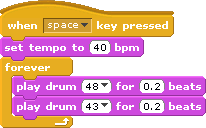 when space key pressed
set tempo to 40 bpm
forever
play drum 48 for 0.2 beats
play drum 43 for 0.2 beats